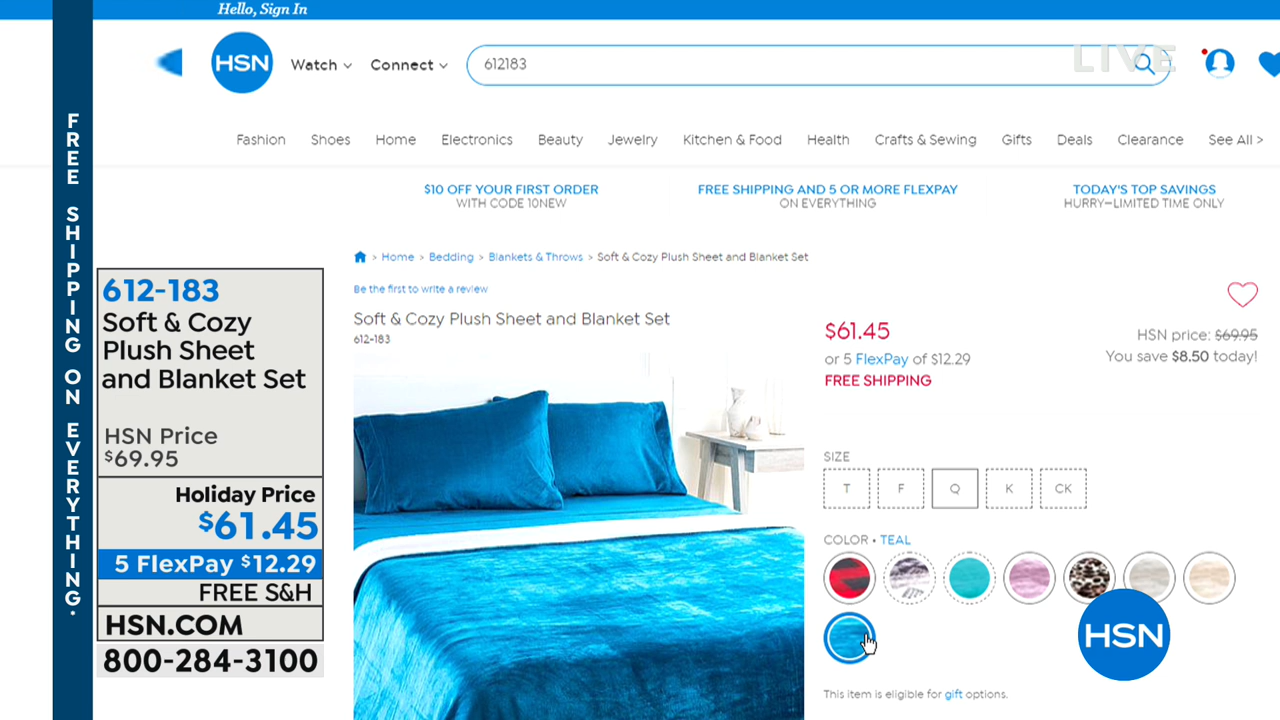 Hello, Sign In
HSN
Watch
Connect
612183
LIVE
Fashion
Shoes
Home
Electronics
Beauty
Jewelry
Kitchen & Food
Health
Crafts & Sewing
Gifts
Deals
Clearance
See All >
$10 OFF YOUR FIRST ORDER
WITH CODE 10NEW
FREE SHIPPING AND 5 OR MORE FLEXPAY
ON EVERYTHING
TODAY'S TOP SAVINGS
HURRY—LIMITED TIME ONLY
FREE SHIPPING ON EVERYTHING.
> Home > Bedding > Blankets & Throws > Soft & Cozy Plush Sheet and Blanket Set
Be the first to write a review
Soft & Cozy Plush Sheet and Blanket Set
612-183
$61.45
or 5 FlexPay of $12.29
FREE SHIPPING
HSN price: $69.95
You save $8.50 today!
SIZE
T
F
Q
K
CK
COLOR • TEAL
This item is eligible for gift options.
612-183
Soft & Cozy
Plush Sheet
and Blanket Set
HSN Price
$69.95
Holiday Price
$61.45
5 FlexPay $12.29
FREE S&H
HSN.COM
800-284-3100
HSN